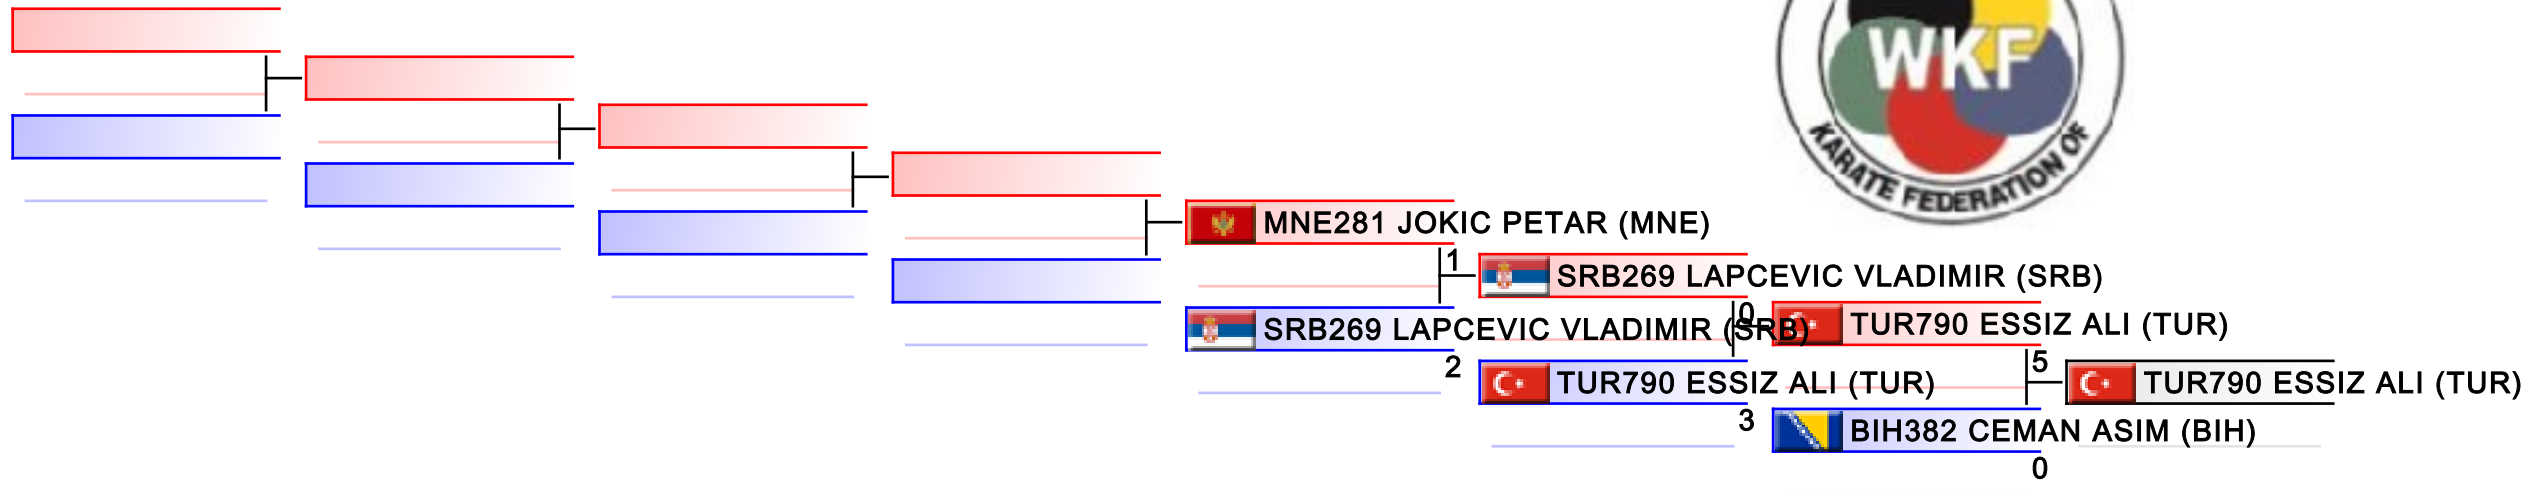 WKF
KARATE FEDERATION OF
MNE281 JOKIC PETAR (MNE)
1
SRB269 LAPCEVIC VLADIMIR (SRB)
SRB269 LAPCEVIC VLADIMIR (SRB)
0
TUR790 ESSIZ ALI (TUR)
2
TUR790 ESSIZ ALI (TUR)
5
TUR790 ESSIZ ALI (TUR)
3
BIH382 CEMAN ASIM (BIH)
0